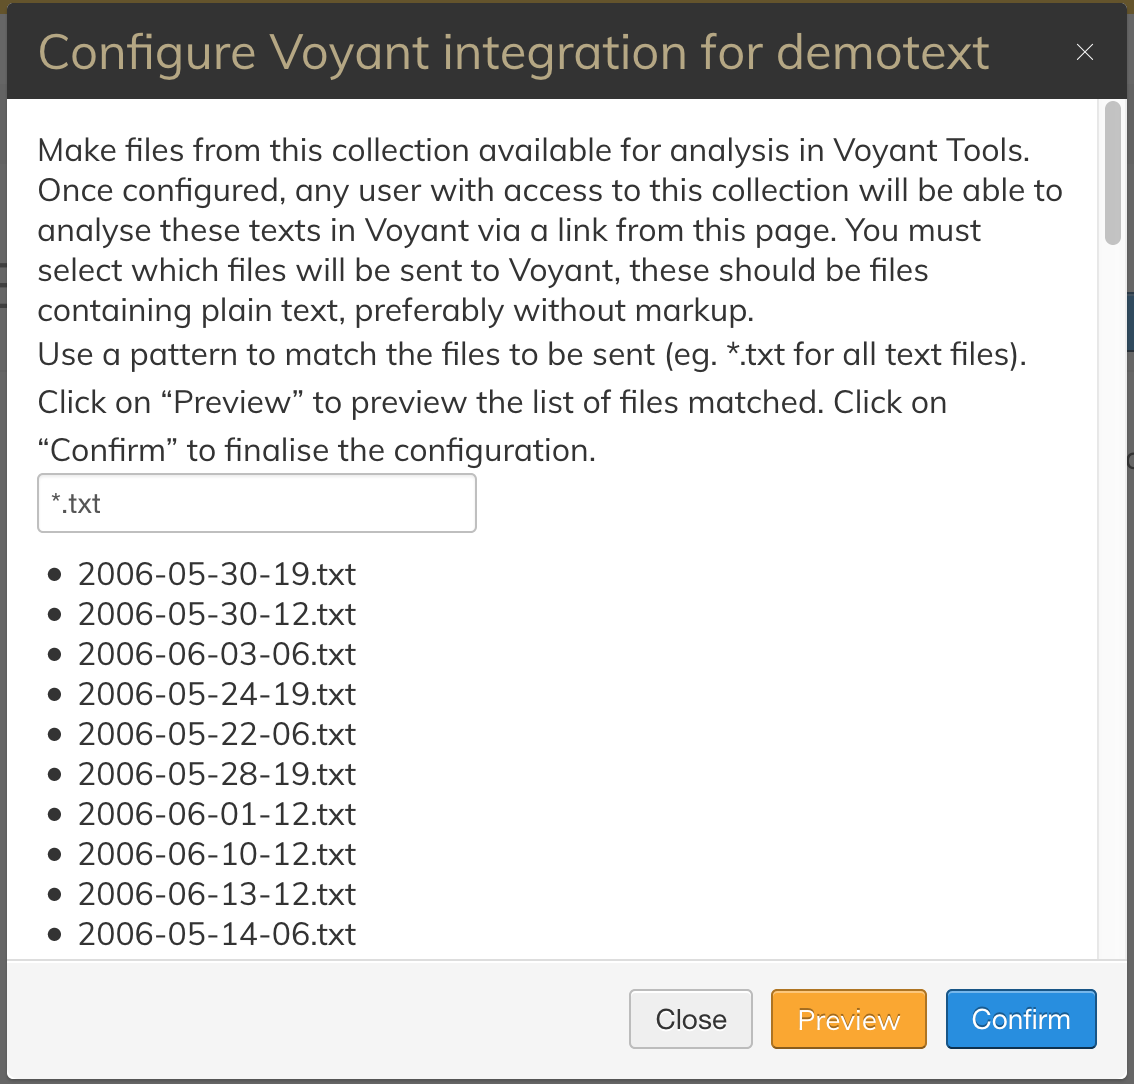 Configure Voyant integration for demotext
Make files from this collection available for analysis in Voyant Tools.
Once configured, any user with access to this collection will be able to
analyse these texts in Voyant via a link from this page. You must
select which files will be sent to Voyant, these should be files
containing plain text, preferably without markup.
Use a pattern to match the files to be sent (eg. *.txt for all text files).
Click on “Preview” to preview the list of files matched. Click on
“Confirm” to finalise the configuration.
*.txt
2006-05-30-19.txt
2006-05-30-12.txt
2006-06-03-06.txt
2006-05-24-19.txt
2006-05-22-06.txt
2006-05-28-19.txt
2006-06-01-12.txt
2006-06-10-12.txt
2006-06-13-12.txt
2006-05-14-06.txt
Close Preview Confirm